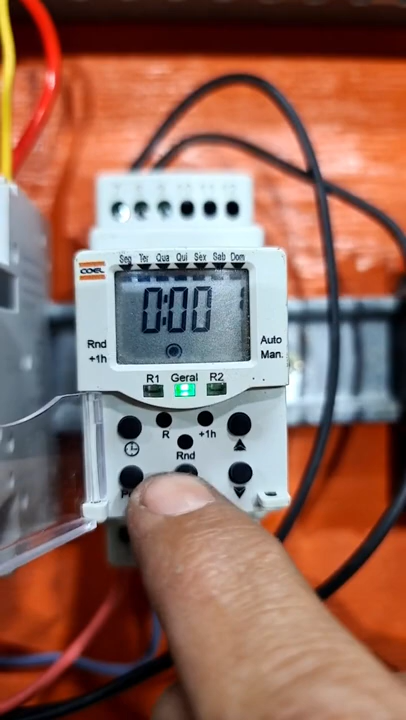 Seg Ter Qua Qui Sex Sab Dom
COEL
0:00 1
Rnd
+1h
Auto
Man.
R1 Geral R2
R +1h
Rnd